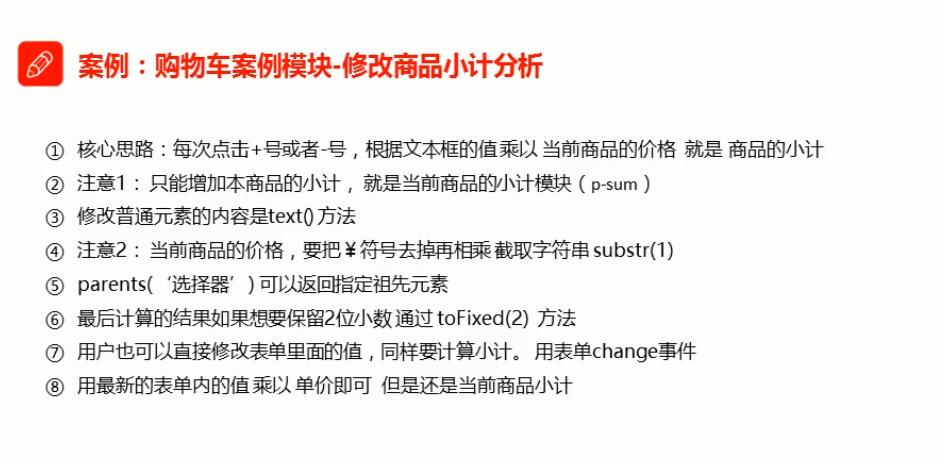 案例：购物车案例模块-修改商品小计分析
① 核心思路：每次点击+号或者-号，根据文本框的值 乘以 当前商品的价格 就是 商品的小计
② 注意1： 只能增加本商品的小计， 就是当前商品的小计模块（p-sum）
③ 修改普通元素的内容是text() 方法
④ 注意2： 当前商品的价格，要把￥符号去掉再相乘 截取字符串 substr(1)
⑤ parents(‘选择器’) 可以返回指定祖先元素
⑥ 最后计算的结果如果想要保留2位小数 通过 toFixed(2) 方法
⑦ 用户也可以直接修改表单里面的值，同样要计算小计。 用表单change事件
⑧ 用最新的表单内的值 乘以 单价即可 但是还是当前商品小计